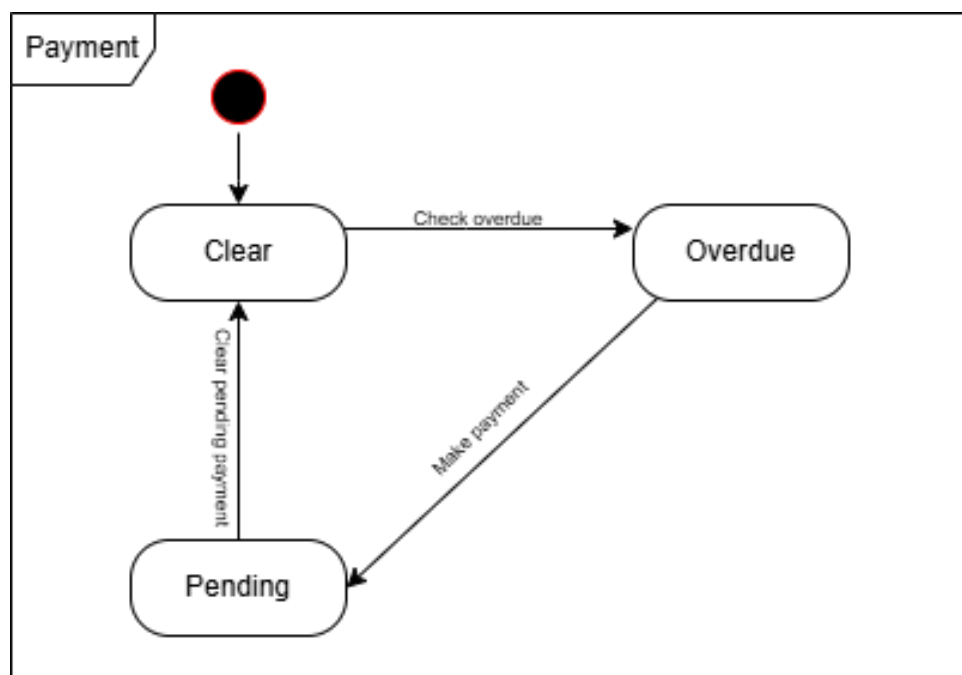 Payment
Clear
Check overdue
Overdue
Clear pending payment
Make payment
Pending